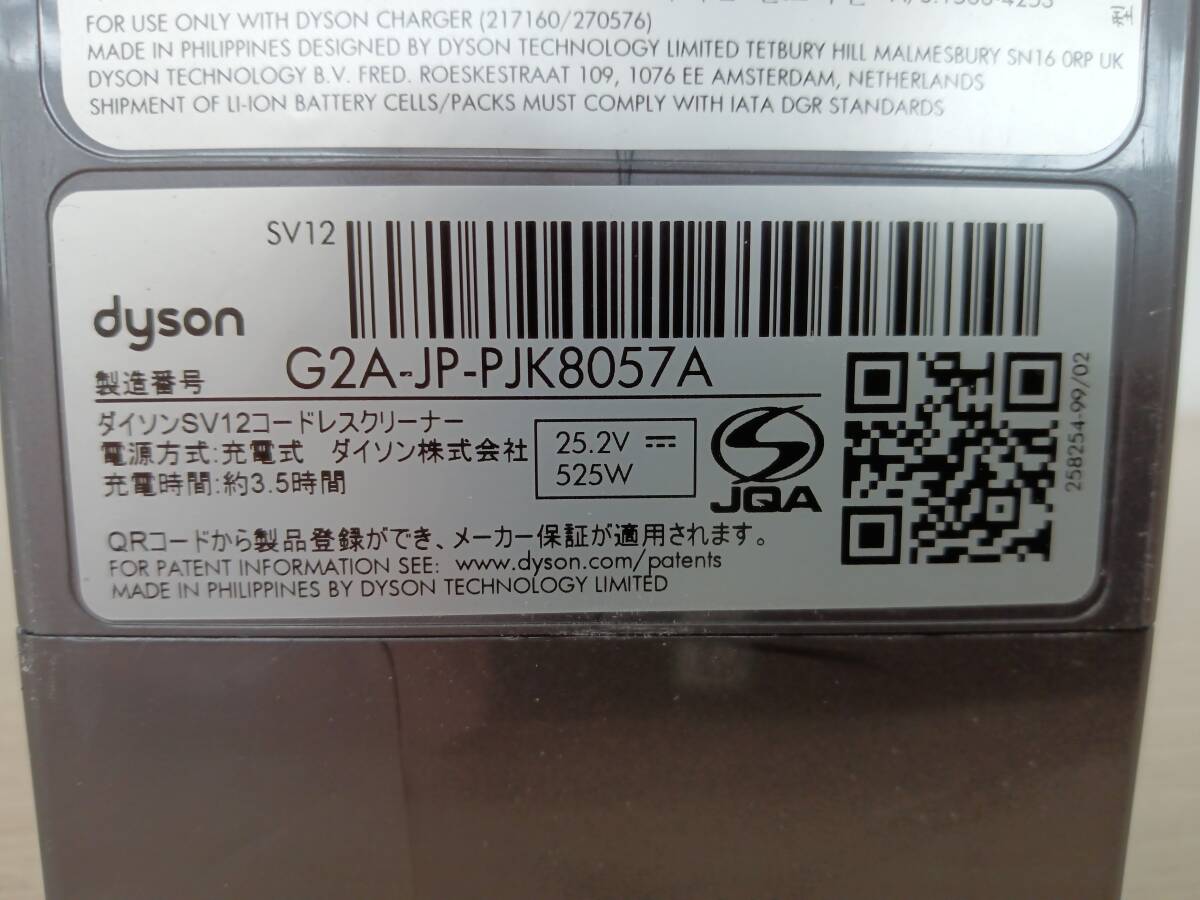 FOR USE ONLY WITH DYSON CHARGER (217160/270576)
MADE IN PHILIPPINES DESIGNED BY DYSON TECHNOLOGY LIMITED TETBURY HILL MALMESBURY SN16 0RP UK
DYSON TECHNOLOGY B.V. FRED. ROESKESTRAAT 109, 1076 EE AMSTERDAM, NETHERLANDS
SHIPMENT OF LI-ION BATTERY CELLS/PACKS MUST COMPLY WITH IATA DGR STANDARDS
SV12
dyson
製造番号 G2A-JP-PJK8057A
ダイソンSV12コードレスクリーナー
電源方式:充電式 ダイソン株式会社
充電時間:約3.5時間
25.2V
525W
JQA
258254-99/02
QRコードから製品登録ができ、メーカー保証が適用されます。
FOR PATENT INFORMATION SEE: www.dyson.com/patents
MADE IN PHILIPPINES BY DYSON TECHNOLOGY LIMITED